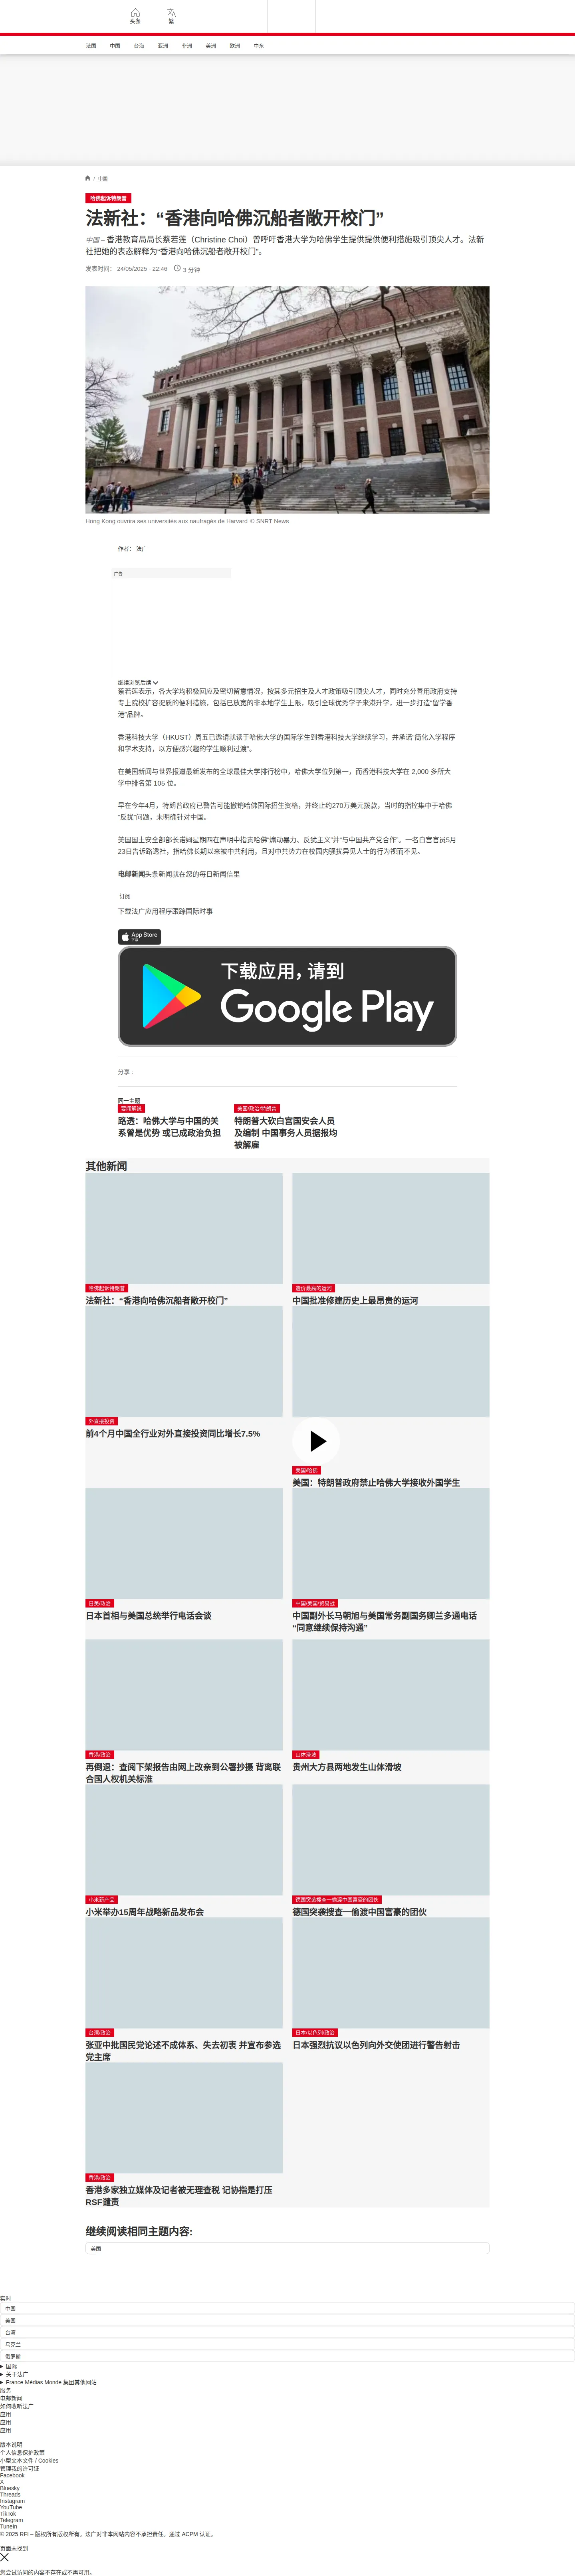 头条
繁
法国
中国
台海
亚洲
非洲
美洲
欧洲
中东
/ 中国
哈佛起诉特朗普
法新社：“香港向哈佛沉船者敞开校门”
中国 – 香港教育局局长蔡若莲（Christine Choi）曾呼吁香港大学为哈佛学生提供提供便利措施吸引顶尖人才。法新
社把她的表态解释为“香港向哈佛沉船者敞开校门”。
发表时间： 24/05/2025 - 22:46
3 分钟
Hong Kong ouvrira ses universités aux naufragés de Harvard © SNRT News
作者： 法广
广告
继续浏览后续
蔡若莲表示，各大学均积极回应及密切留意情况，按其多元招生及人才政策吸引顶尖人才，同时充分善用政府支持
专上院校扩容提质的便利措施，包括已放宽的非本地学生上限，吸引全球优秀学子来港升学，进一步打造“留学香
港”品牌。
香港科技大学（HKUST）周五已邀请就读于哈佛大学的国际学生到香港科技大学继续学习，并承诺“简化入学程序
和学术支持，以方便感兴趣的学生顺利过渡”。
在美国新闻与世界报道最新发布的全球最佳大学排行榜中，哈佛大学位列第一，而香港科技大学在 2,000 多所大
学中排名第 105 位。
早在今年4月，特朗普政府已警告可能撤销哈佛国际招生资格，并终止约270万美元拨款，当时的指控集中于哈佛
“反犹”问题，未明确针对中国。
美国国土安全部部长诺姆星期四在声明中指责哈佛“煽动暴力、反犹主义”并“与中国共产党合作”。一名白宫官员5月
23日告诉路透社，指哈佛长期以来被中共利用，且对中共势力在校园内骚扰异见人士的行为视而不见。
电邮新闻头条新闻就在您的每日新闻信里
订阅
下载法广应用程序跟踪国际时事
App Store
下载
下载应用，请到
Google Play
分享 :
同一主题
要闻解说
路透：哈佛大学与中国的关
系曾是优势 或已成政治负担
美国/政治/特朗普
特朗普大砍白宫国安会人员
及编制 中国事务人员据报均
被解雇
其他新闻
哈佛起诉特朗普
法新社：“香港向哈佛沉船者敞开校门”
造价最高的运河
中国批准修建历史上最昂贵的运河
外直接投资
前4个月中国全行业对外直接投资同比增长7.5%
美国/哈佛
美国：特朗普政府禁止哈佛大学接收外国学生
日美/政治
日本首相与美国总统举行电话会谈
中国/美国/贸易战
中国副外长马朝旭与美国常务副国务卿兰多通电话
“同意继续保持沟通”
香港/政治
再倒退：查阅下架报告由网上改亲到公署抄摄 背离联
合国人权机关标准
山体滑坡
贵州大方县两地发生山体滑坡
小米新产品
小米举办15周年战略新品发布会
德国突袭搜查一偷渡中国富豪的团伙
德国突袭搜查一偷渡中国富豪的团伙
台湾/政治
张亚中批国民党论述不成体系、失去初衷 并宣布参选
党主席
日本/以色列/政治
日本强烈抗议以色列向外交使团进行警告射击
香港/政治
香港多家独立媒体及记者被无理查税 记协指是打压
RSF谴责
继续阅读相同主题内容:
美国
实时
中国
美国
台湾
乌克兰
俄罗斯
国际
关于法广
France Médias Monde 集团其他网站
服务
电邮新闻
如何收听法广
应用
应用
应用
版本说明
个人信息保护政策
小型文本文件 / Cookies
管理我的许可证
Facebook
X
Bluesky
Threads
Instagram
YouTube
TikTok
Telegram
TuneIn
© 2025 RFI – 版权所有版权所有。法广对非本网站内容不承担责任。通过 ACPM 认证。
页面未找到
您尝试访问的内容不存在或不再可用。